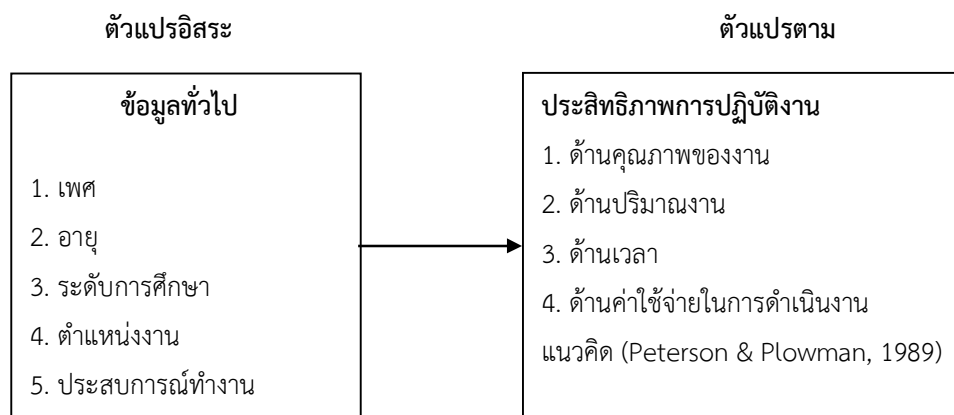 ตัวแปรอิสระ
ตัวแปรตาม
ข้อมูลทั่วไป
1. เพศ
2. อายุ
3. ระดับการศึกษา
4. ตำแหน่งงาน
5. ประสบการณ์ทำงาน
ประสิทธิภาพการปฏิบัติงาน
1. ด้านคุณภาพของงาน
2. ด้านปริมาณงาน
3. ด้านเวลา
4. ด้านค่าใช้จ่ายในการดำเนินงาน
แนวคิด (Peterson & Plowman, 1989)